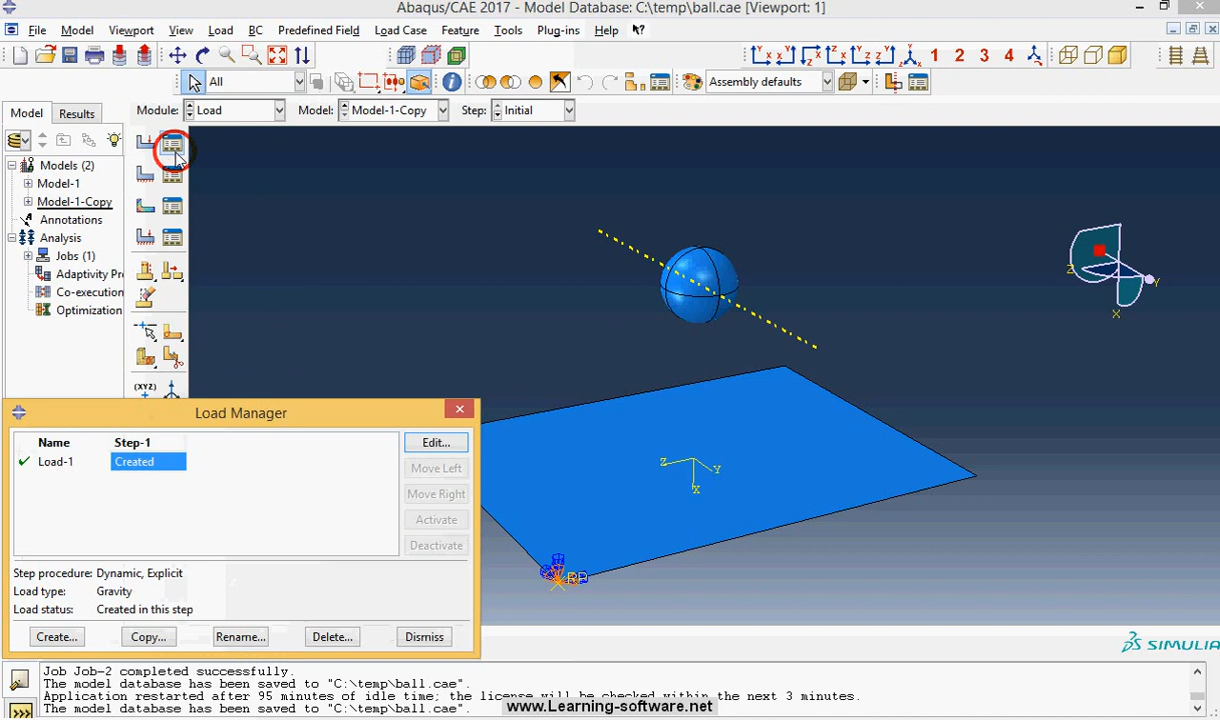 Abaqus/CAE 2017 - Model Database: C:\temp\ball.cae [Viewport: 1]
File Model Viewport View Load BC Predefined Field Load Case Feature Tools Plug-ins Help
1 2 3 4
All Assembly defaults
Model Results Module: Load Model: Model-1-Copy Step: Initial
Models (2)
Model-1
Model-1-Copy
Annotations
Analysis
Jobs (1)
Adaptivity Pr
Co-execution
Optimization
(XYZ)
Z Y X
Load Manager
Name Step-1
Load-1 Created
Edit...
Move Left
Move Right
Activate
Deactivate
Step procedure: Dynamic, Explicit
Load type: Gravity
Load status: Created in this step
Create... Copy... Rename... Delete... Dismiss
Z Y X
RP
SIMULIA
Job Job-2 completed successfully.
The model database has been saved to "C:\temp\ball.cae".
Application restarted after 95 minutes of idle time; the license will be checked within the next 3 minutes.
The model database has been saved to "C:\temp\ball.cae".
www.Learning-software.net